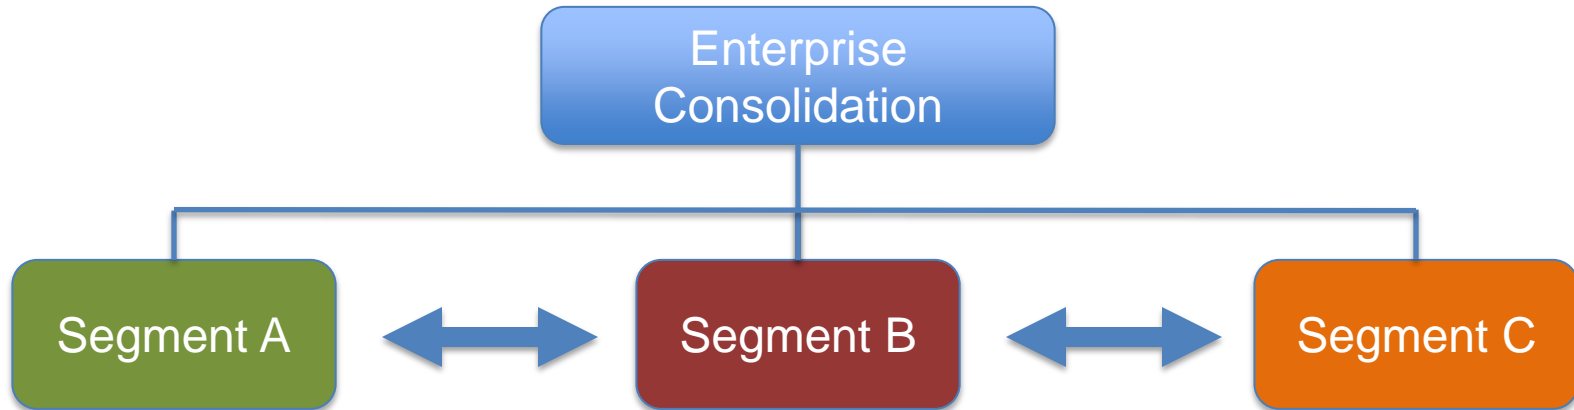 Enterprise
Consolidation
Segment A
Segment B
Segment C